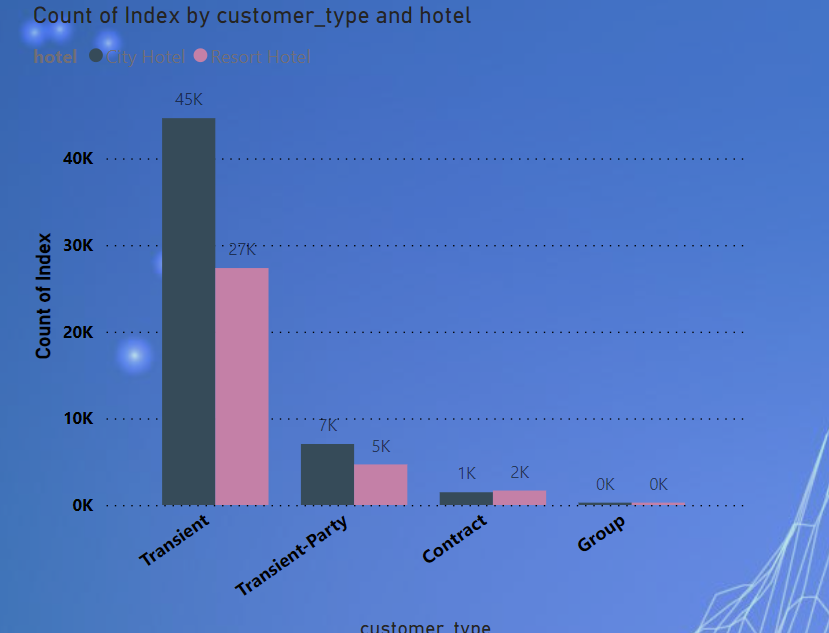 Count of Index by customer_type and hotel
hotel City Hotel Resort Hotel
45K
40K
30K
27K
20K
10K
7K
5K
1K
2K
0K
0K
0K
Count of Index
Transient
Transient-Party
Contract
Group
customer_type